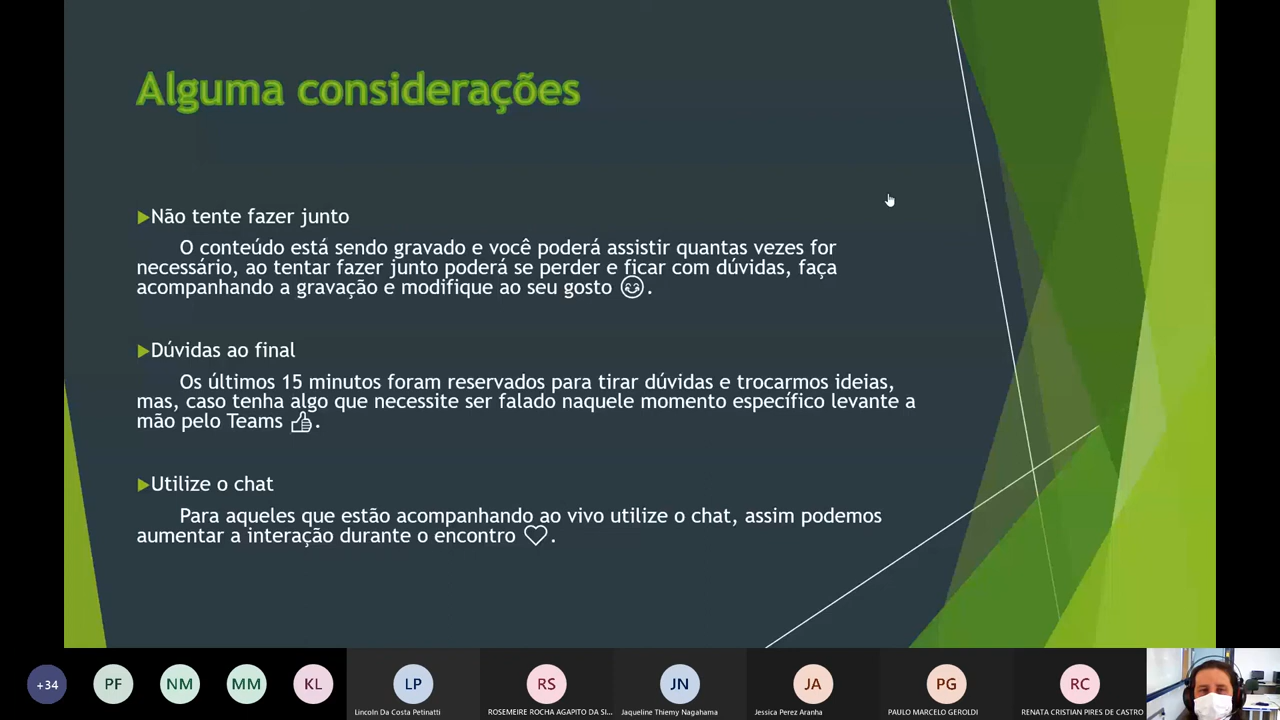 Alguma considerações
Não tente fazer junto
O conteúdo está sendo gravado e você poderá assistir quantas vezes for
necessário, ao tentar fazer junto poderá se perder e ficar com dúvidas, faça
acompanhando a gravação e modifique ao seu gosto 😊.
Dúvidas ao final
Os últimos 15 minutos foram reservados para tirar dúvidas e trocarmos ideias,
mas, caso tenha algo que necessite ser falado naquele momento específico levante a
mão pelo Teams 👍.
Utilize o chat
Para aqueles que estão acompanhando ao vivo utilize o chat, assim podemos
aumentar a interação durante o encontro ♡.
+34 PF NM MM KL LP RS JN JA PG RC
Lincoln Da Costa Petinatti ROSEMEIRE ROCHA AGAPITO DA SI... Jaqueline Thiemy Nagahama Jessica Perez Aranha PAULO MARCELO GEROLDI RENATA CRISTIAN PIRES DE CASTRO